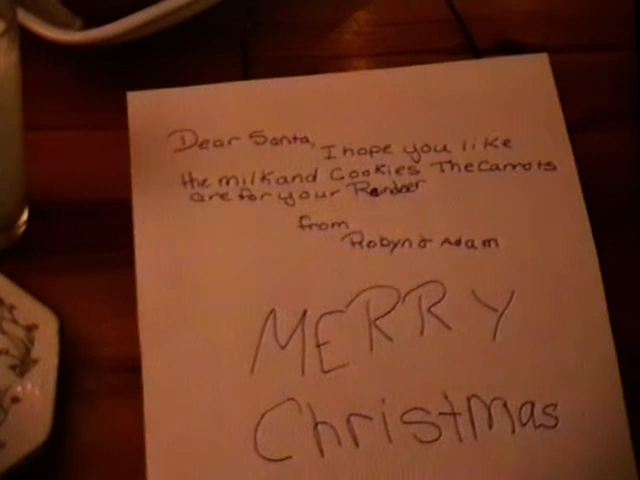 Dear Santa, I hope you like
the milk and Cookies The Carrots
are for your Reindeer
from
Robyn & Adam
MERRY
Christmas